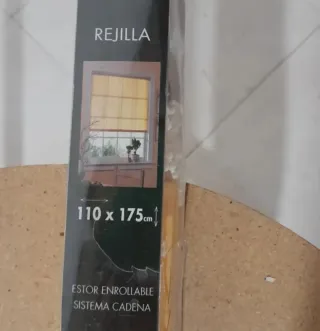 REJILLA
110 x 175cm
ESTOR ENROLLABLE
SISTEMA CADENA